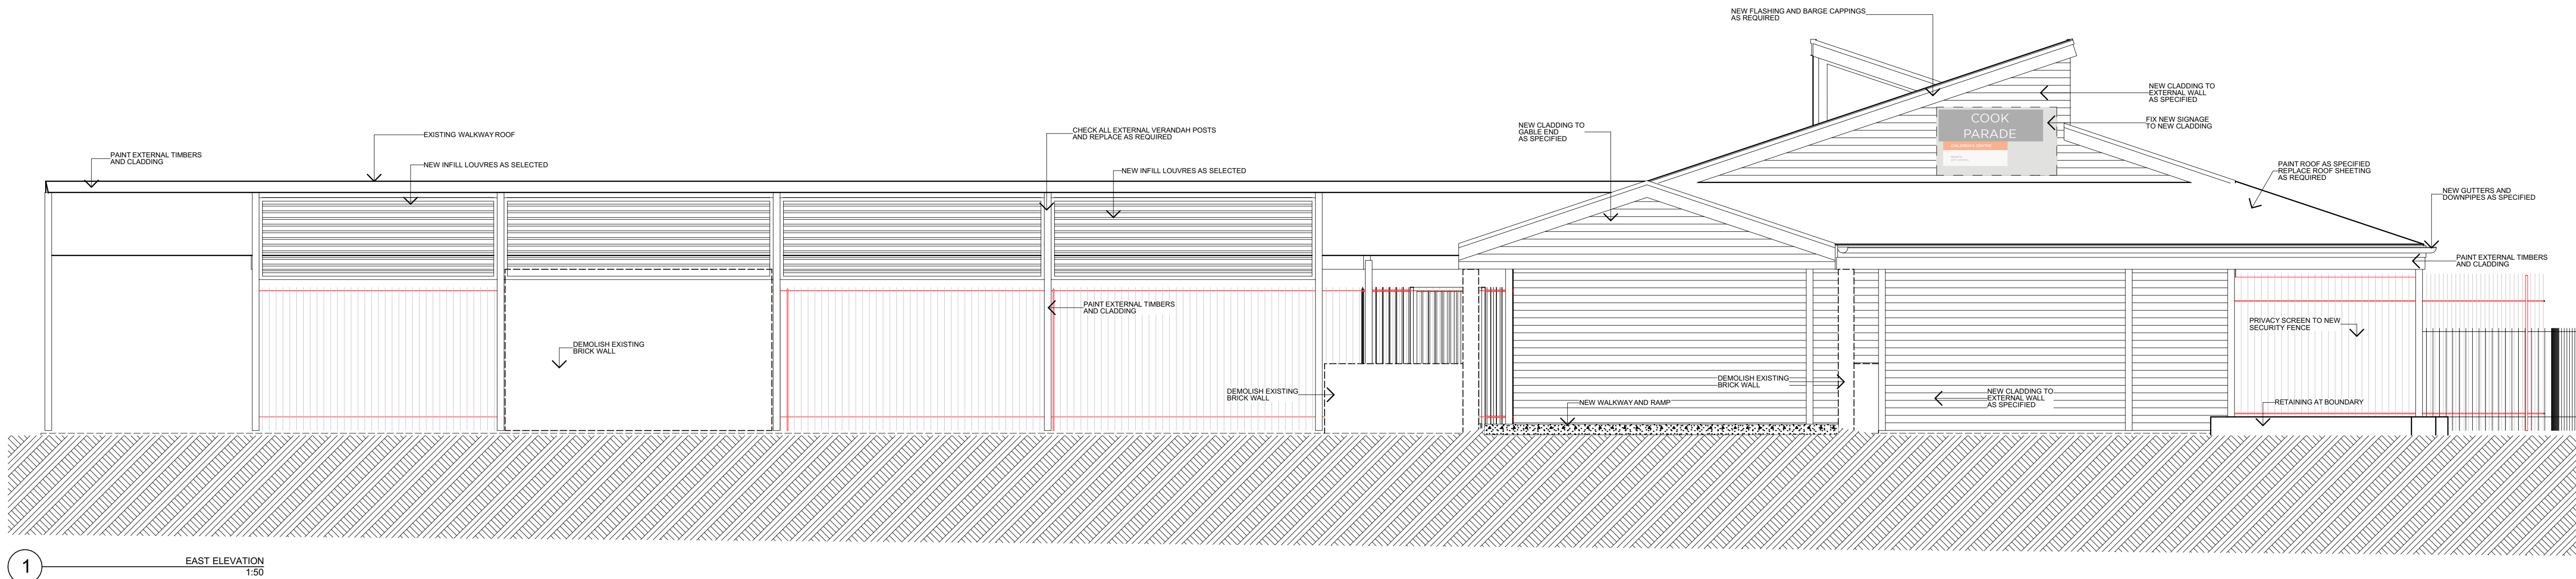 NEW FLASHING AND BARGE CAPPINGS
AS REQUIRED
NEW CLADDING TO
EXTERNAL WALL
AS SPECIFIED
COOK
PARADE
CHILDREN'S CENTRE
FIX NEW SIGNAGE
TO NEW CLADDING
EXISTING WALKWAY ROOF
CHECK ALL EXTERNAL VERANDAH POSTS
AND REPLACE AS REQUIRED
NEW CLADDING TO
GABLE END
AS SPECIFIED
PAINT EXTERNAL TIMBERS
AND CLADDING
NEW INFILL LOUVRES AS SELECTED
NEW INFILL LOUVRES AS SELECTED
PAINT ROOF AS SPECIFIED
REPLACE ROOF SHEETING
AS REQUIRED
NEW GUTTERS AND
DOWNPIPES AS SPECIFIED
PAINT EXTERNAL TIMBERS
AND CLADDING
PAINT EXTERNAL TIMBERS
AND CLADDING
PRIVACY SCREEN TO NEW
SECURITY FENCE
DEMOLISH EXISTING
BRICK WALL
DEMOLISH EXISTING
BRICK WALL
DEMOLISH EXISTING
BRICK WALL
NEW CLADDING TO
EXTERNAL WALL
AS SPECIFIED
NEW WALKWAY AND RAMP
RETAINING AT BOUNDARY
1
EAST ELEVATION
1:50